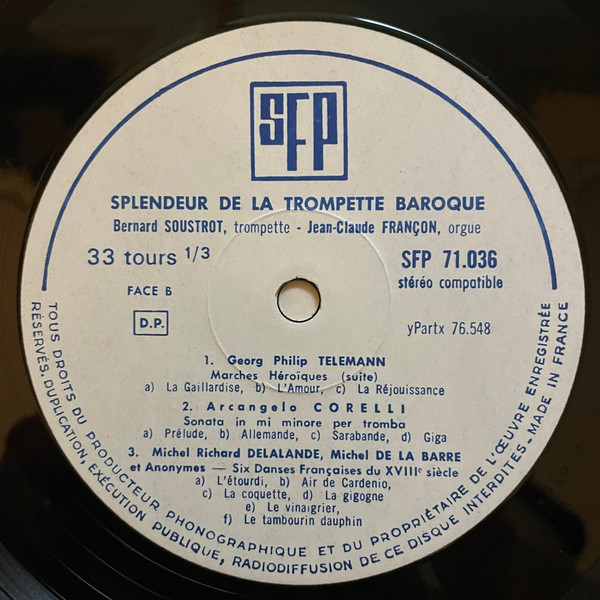 SFP
SPLENDEUR DE LA TROMPETTE BAROQUE
Bernard SOUSTROT, trompette - Jean-Claude FRANÇON, orgue
33 tours 1/3
SFP 71.036
stéréo compatible
FACE B
D.P.
yPartx 76.548
1. Georg Philip TELEMANN
Marches Héroïques (suite)
a) La Gaillardise, b) L'Amour, c) La Réjouissance
2. Arcangelo CORELLI
Sonata in mi minore per tromba
a) Prélude, b) Allemande, c) Sarabande, d) Giga
3. Michel Richard DELALANDE, Michel DE LA BARRE
et Anonymes — Six Danses Françaises du XVIIIe siècle
a) L'étourdi, b) Air de Cardenio,
c) La coquette, d) La gigogne
e) Le vinaigrier,
f) Le tambourin dauphin
TOUS DROITS DU PRODUCTEUR PHONOGRAPHIQUE ET DU PROPRIÉTAIRE DE L'ŒUVRE ENREGISTRÉE
RÉSERVÉS. DUPLICATION, EXÉCUTION PUBLIQUE, RADIODIFFUSION DE CE DISQUE INTERDITES - MADE IN FRANCE